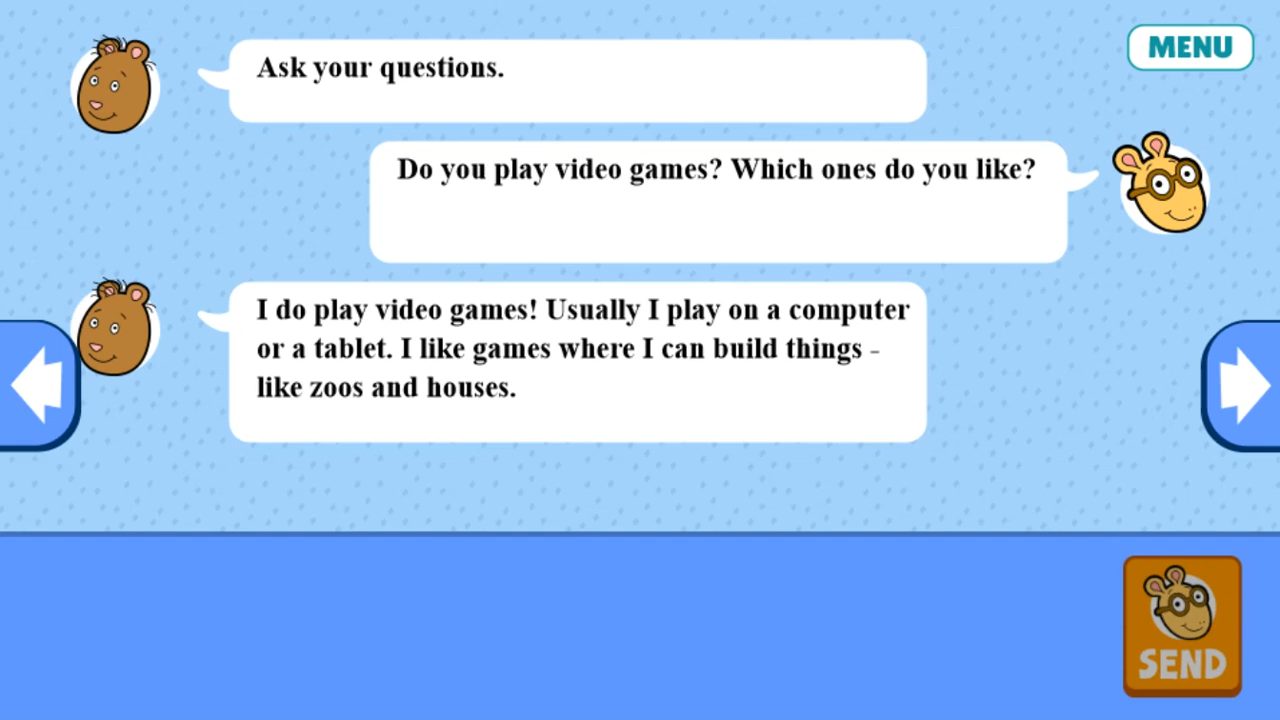 MENU
Ask your questions.
Do you play video games? Which ones do you like?
I do play video games! Usually I play on a computer
or a tablet. I like games where I can build things -
like zoos and houses.
SEND